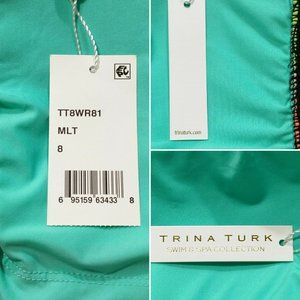 TT8WR81
MLT
8
6 95159 63433 8
trinaturk.com
TRINA TURK
SWIM & SPA COLLECTION